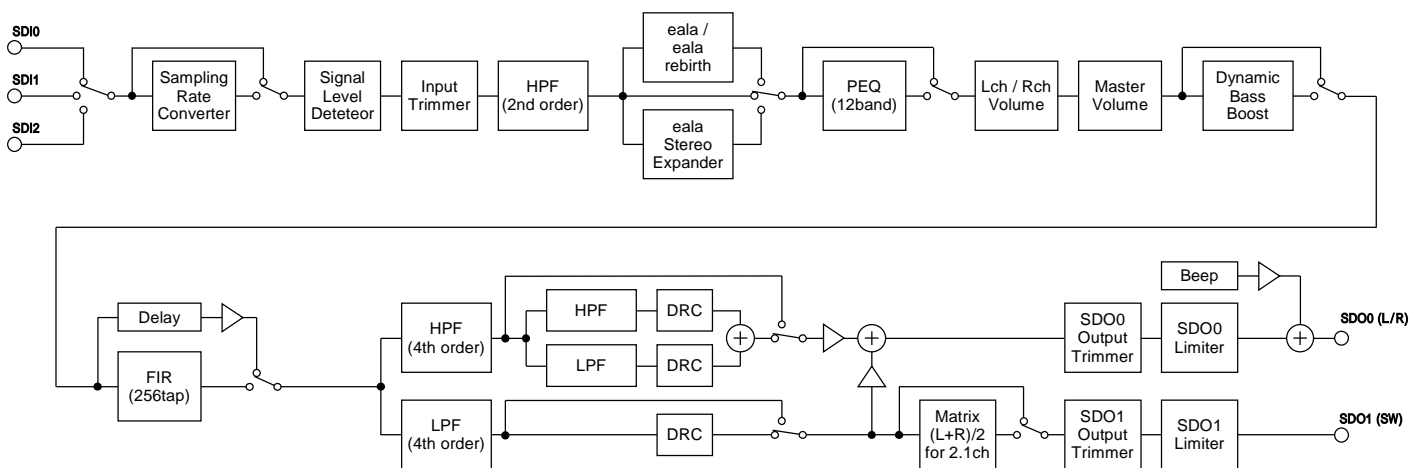 SDI0
SDI1
SDI2
Sampling
Rate
Converter
Signal
Level
Deteteor
Input
Trimmer
HPF
(2nd order)
eala /
eala
rebirth
eala
Stereo
Expander
PEQ
(12band)
Lch / Rch
Volume
Master
Volume
Dynamic
Bass
Boost
Delay
FIR
(256tap)
HPF
(4th order)
LPF
(4th order)
HPF
DRC
LPF
DRC
DRC
Matrix
(L+R)/2
for 2.1ch
SDO0
Output
Trimmer
SDO0
Limiter
Beep
SDO0 (L/R)
SDO1
Output
Trimmer
SDO1
Limiter
SDO1 (SW)